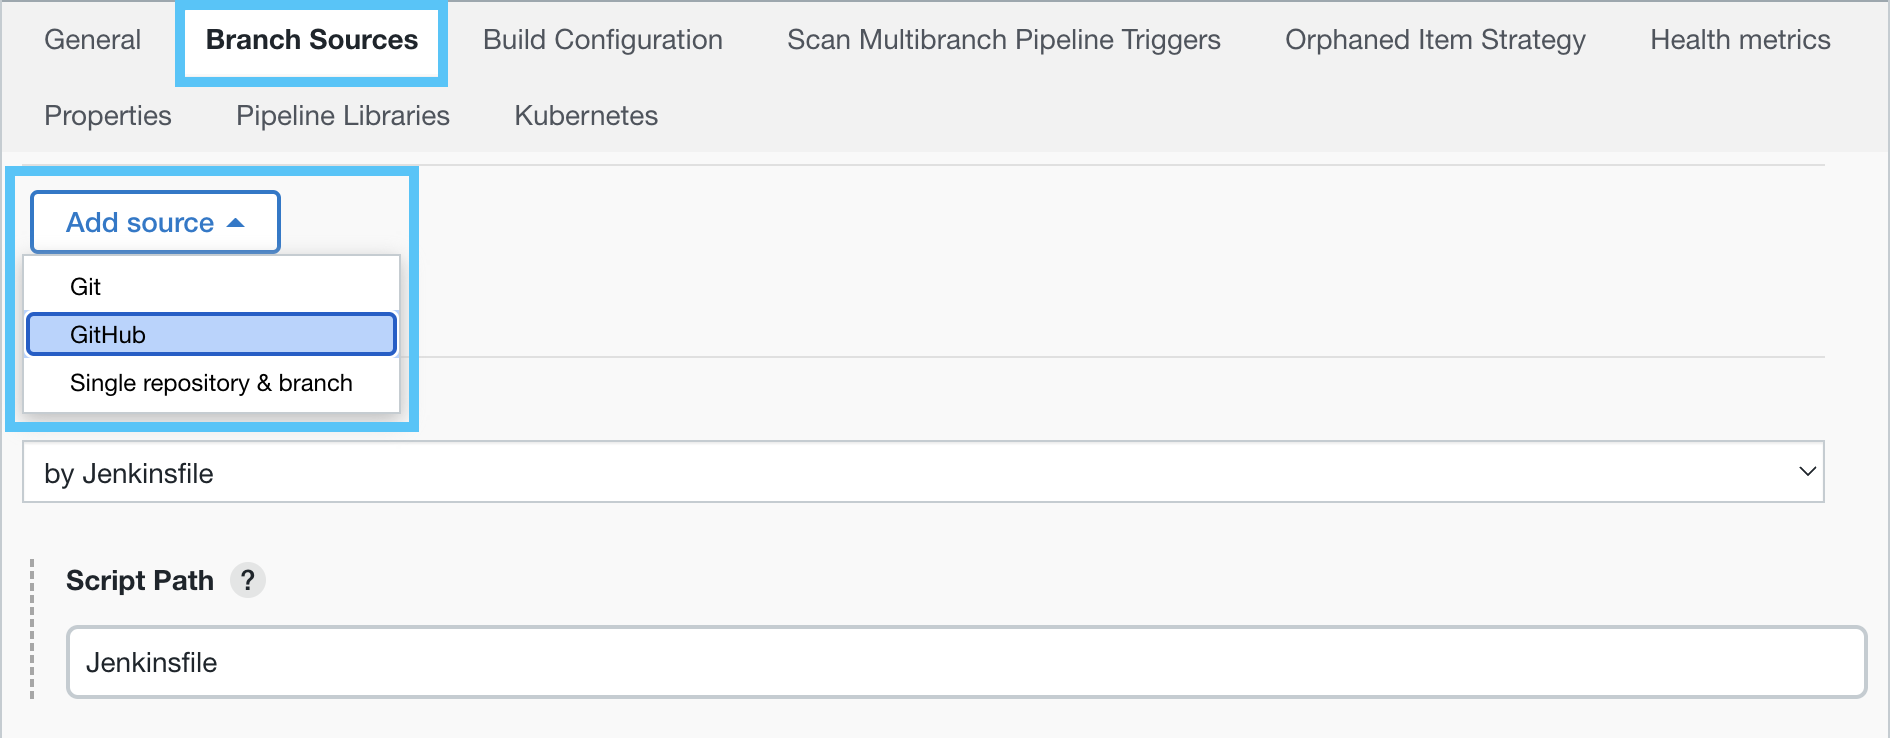 General Branch Sources Build Configuration Scan Multibranch Pipeline Triggers Orphaned Item Strategy Health metrics
Properties Pipeline Libraries Kubernetes
Add source
Git
GitHub
Single repository & branch
by Jenkinsfile
Script Path ?
Jenkinsfile